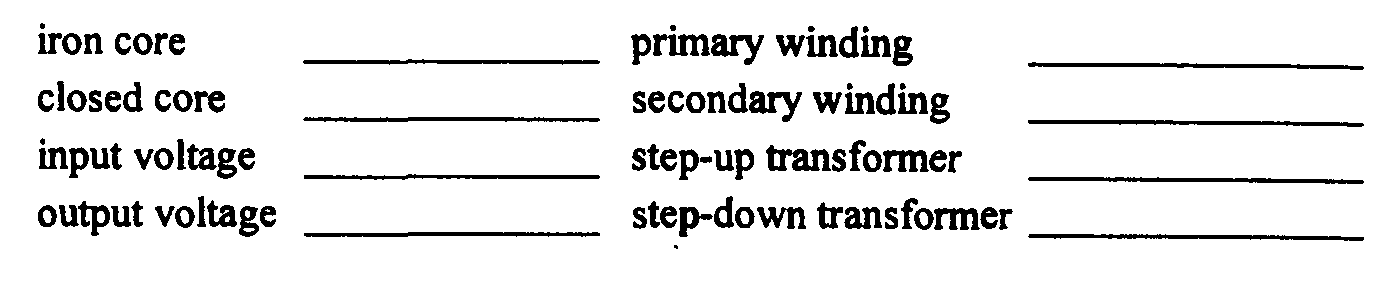 iron core primary winding
closed core secondary winding
input voltage step-up transformer
output voltage step-down transformer